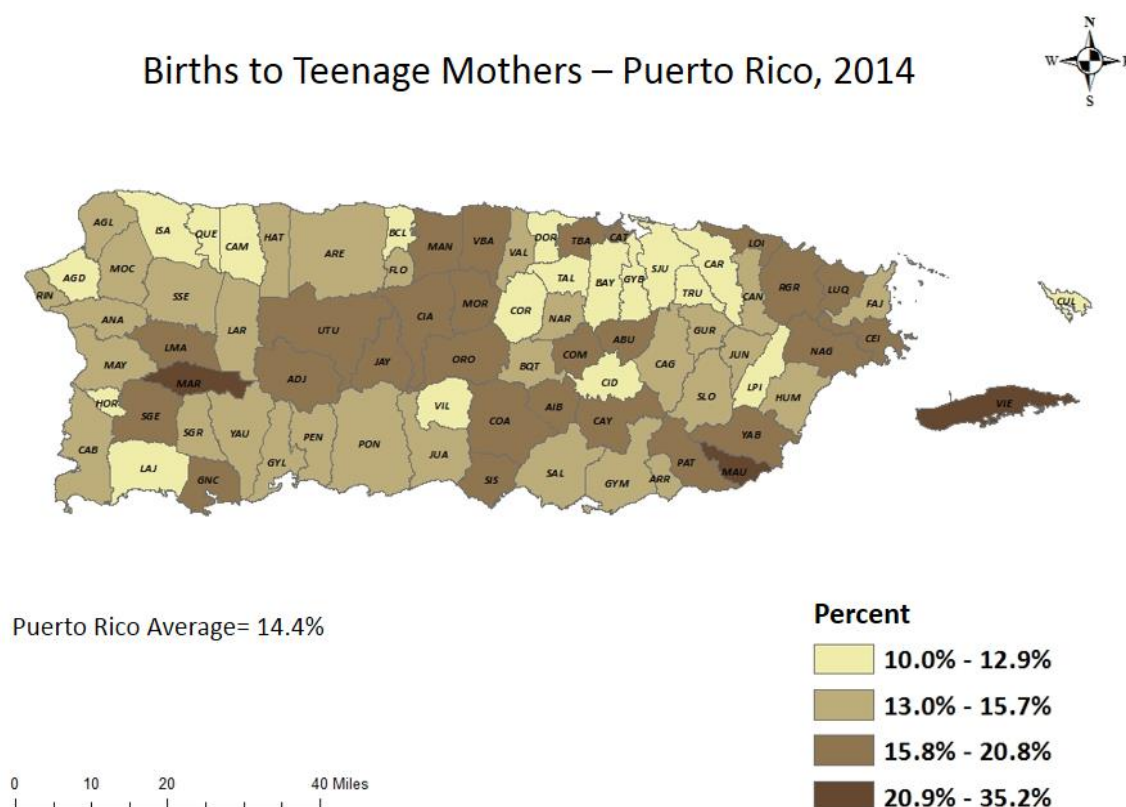 N
W E
S
Births to Teenage Mothers – Puerto Rico, 2014
AGL
ISA
QUE
CAM
HAT
ARE
BCL
MAN
VBA
VAL
DOR
TBA
CAT
LOI
AGD
MOC
FLO
TAL
BAY
GYB
SJU
CAR
RIN
SSE
COR
TRU
CAN
RGR
LUQ
FAJ
CUL
ANA
LAR
UTU
CIA
MOR
NAR
GUR
MAY
LMA
JAY
ORO
BQT
COM
ABU
CAG
JUN
NAG
CEI
MAR
ADJ
CID
LPI
HOR
SGE
VIL
AIB
SLO
HUM
VIE
CAB
SGR
YAU
PEN
PON
COA
CAY
YAB
LAJ
GYL
JUA
PAT
GNC
SIS
SAL
GYM
ARR
MAU
Puerto Rico Average= 14.4%
Percent
10.0% - 12.9%
13.0% - 15.7%
15.8% - 20.8%
20.9% - 35.2%
0 10 20 40 Miles